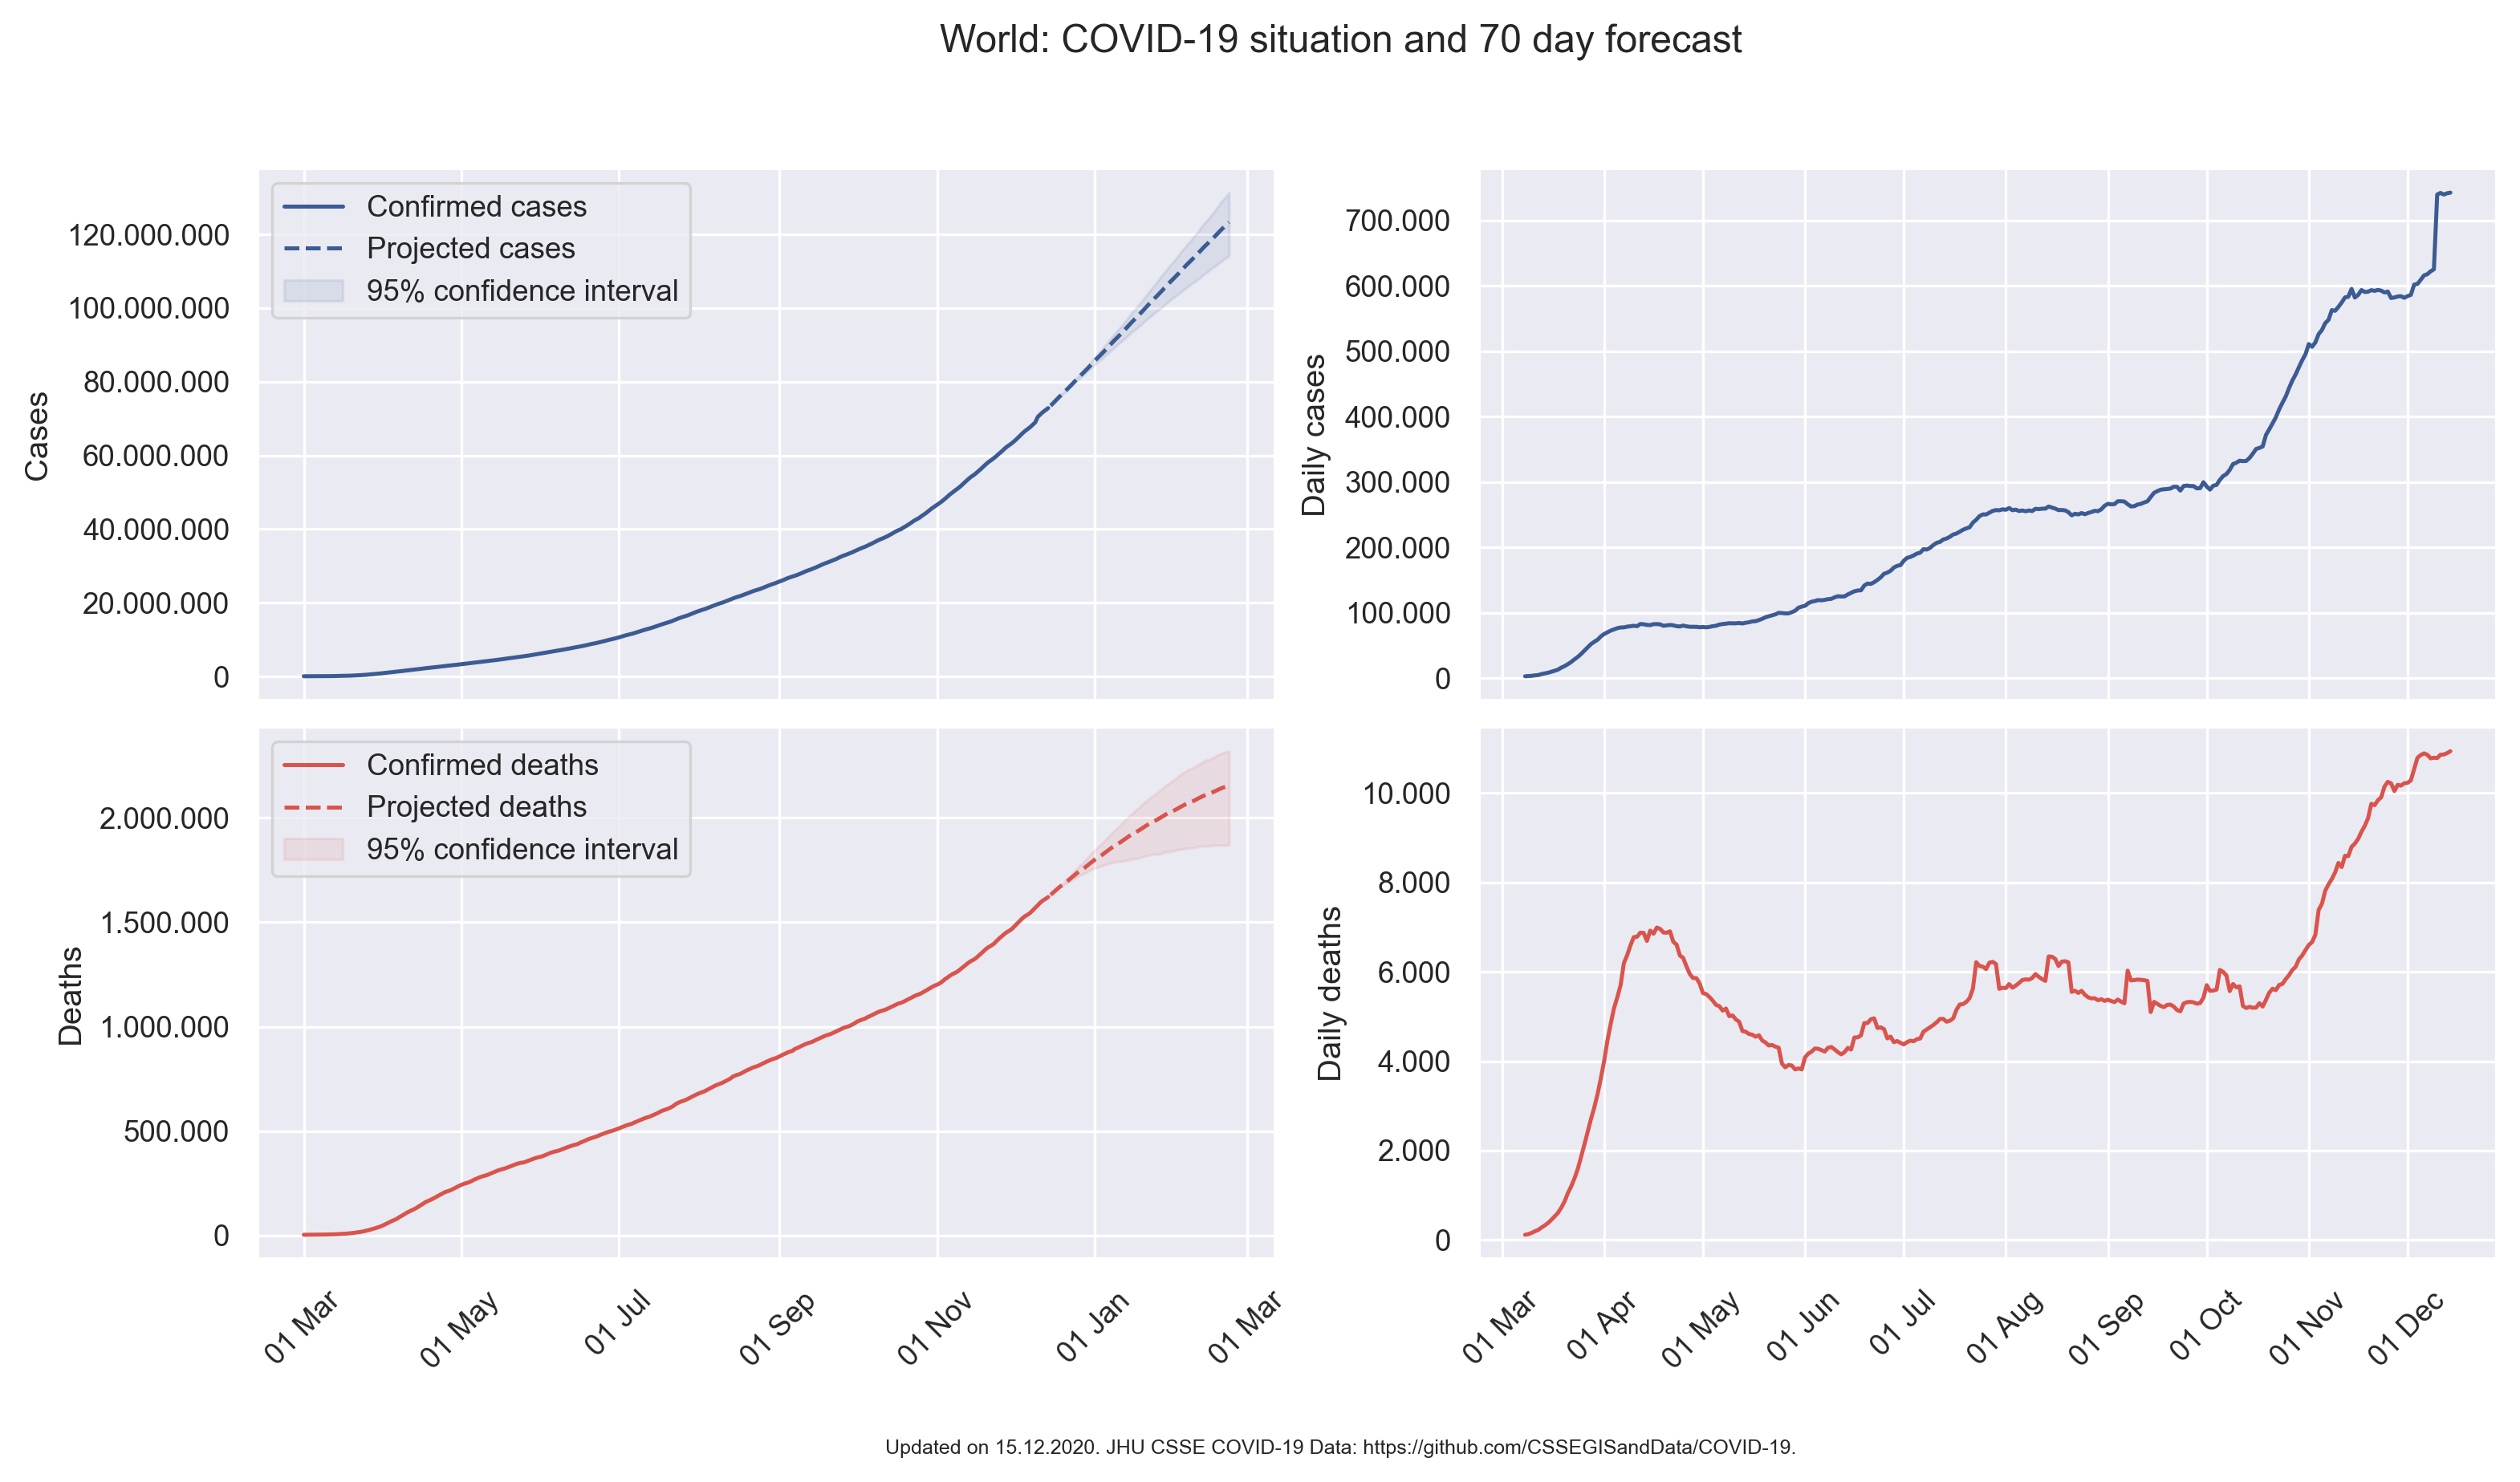 World: COVID-19 situation and 70 day forecast
Confirmed cases
Projected cases
95% confidence interval
120.000.000
100.000.000
80.000.000
60.000.000
40.000.000
20.000.000
0
Cases
700.000
600.000
500.000
400.000
300.000
200.000
100.000
0
Daily cases
Confirmed deaths
Projected deaths
95% confidence interval
2.000.000
1.500.000
1.000.000
500.000
0
Deaths
01 Mar
01 May
01 Jul
01 Sep
01 Nov
01 Jan
01 Mar
10.000
8.000
6.000
4.000
2.000
0
Daily deaths
01 Mar
01 Apr
01 May
01 Jun
01 Jul
01 Aug
01 Sep
01 Oct
01 Nov
01 Dec
Updated on 15.12.2020. JHU CSSE COVID-19 Data: https://github.com/CSSEGISandData/COVID-19.